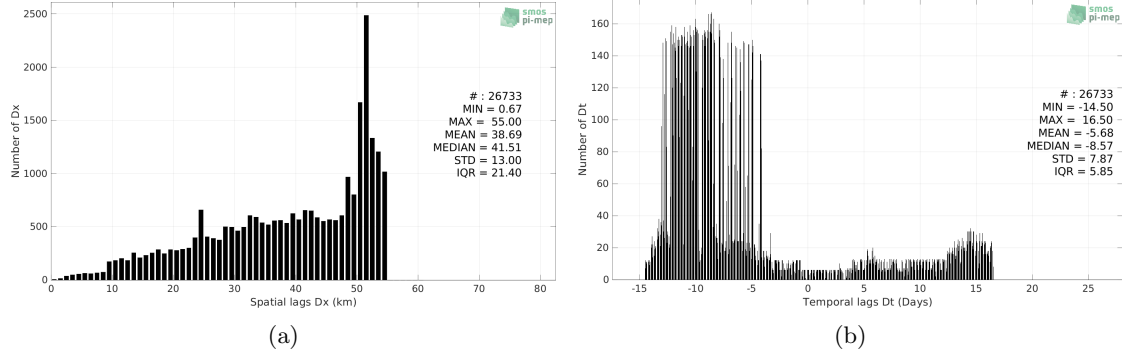 2500
2000
1500
1000
500
0
Number of Dx
0 10 20 30 40 50 60 70 80
Spatial lags Dx (km)
smos
pi-mep
# : 26733
MIN = 0.67
MAX = 55.00
MEAN = 38.69
MEDIAN = 41.51
STD = 13.00
IQR = 21.40
(a)
160
140
120
100
80
60
40
20
0
Number of Dt
-15 -10 -5 0 5 10 15 20 25
Temporal lags Dt (Days)
smos
pi-mep
# : 26733
MIN = -14.50
MAX = 16.50
MEAN = -5.68
MEDIAN = -8.57
STD = 7.87
IQR = 5.85
(b)